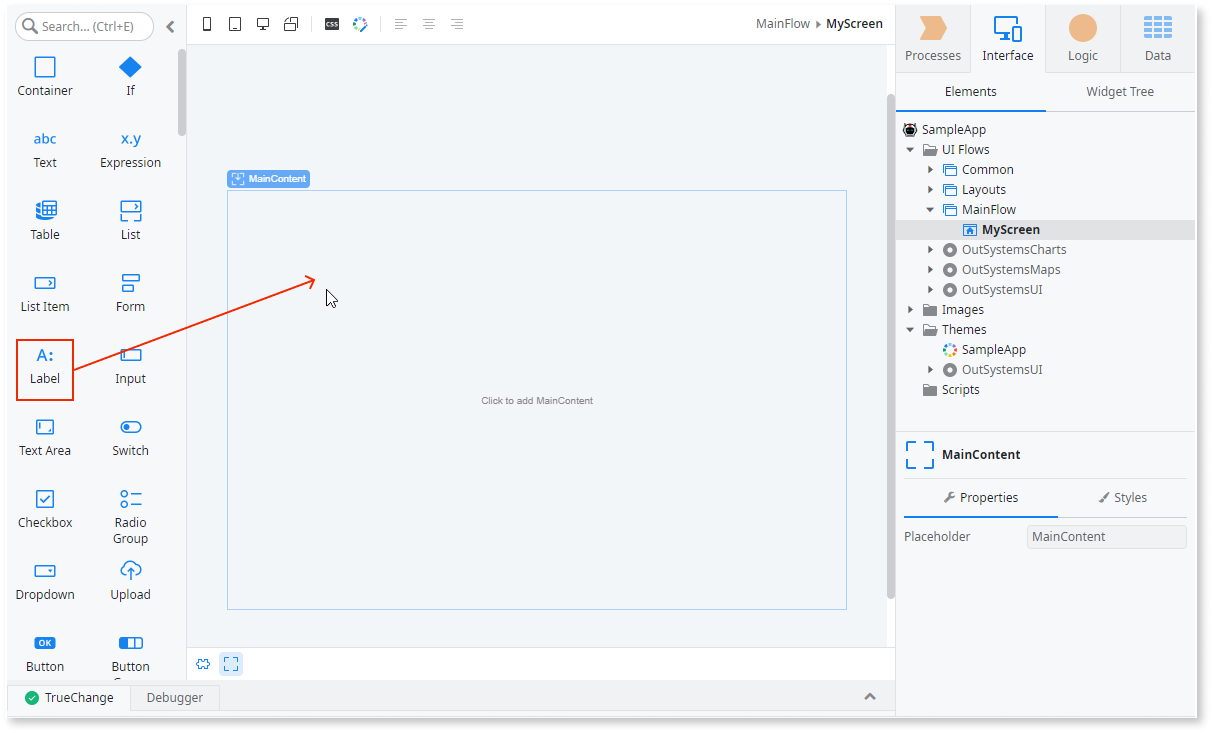 Search... (Ctrl+E)
Container
If
abc
Text
x.y
Expression
Table
List
List Item
Form
A:
Label
Input
Text Area
Switch
Checkbox
Radio
Group
Dropdown
Upload
OK
Button
Button
css
MainFlow ▸ MyScreen
MainContent
Click to add MainContent
TrueChange
Debugger
Processes
Interface
Logic
Data
Elements
Widget Tree
SampleApp
UI Flows
Common
Layouts
MainFlow
MyScreen
OutSystemsCharts
OutSystemsMaps
OutSystemsUI
Images
Themes
SampleApp
OutSystemsUI
Scripts
MainContent
Properties
Styles
Placeholder
MainContent